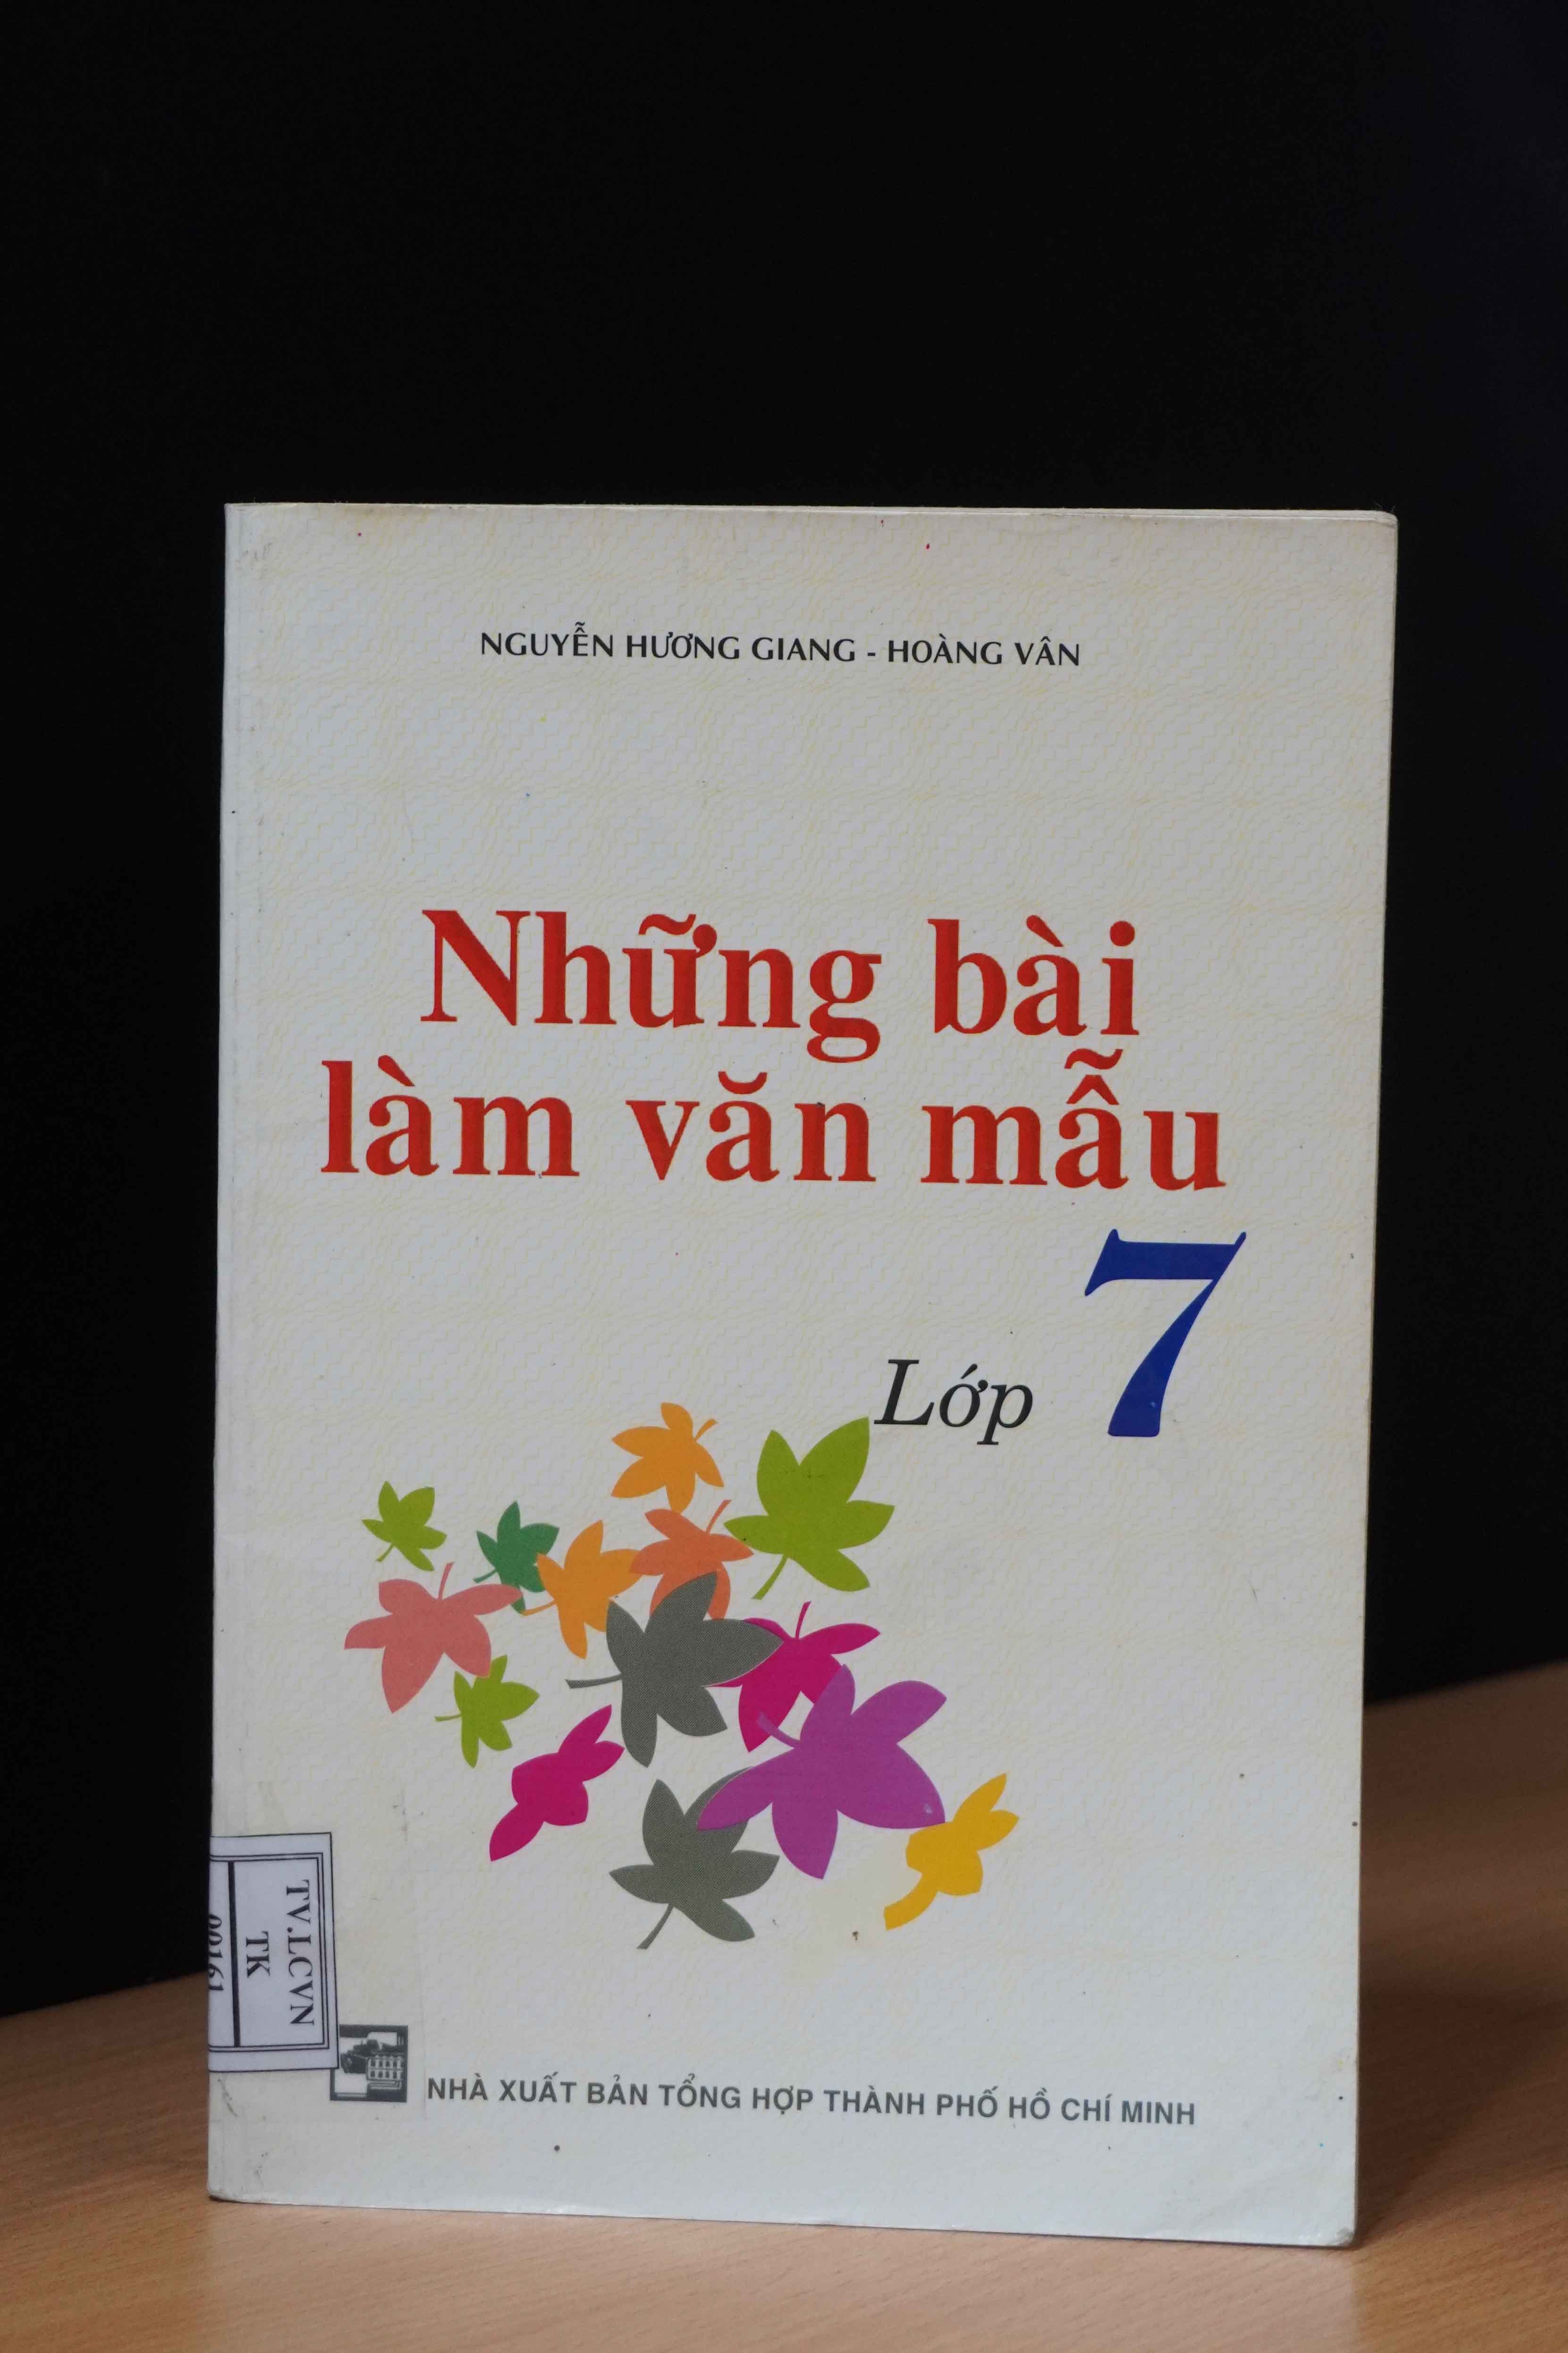 NGUYỄN HƯƠNG GIANG - HOÀNG VÂN
Những bài
làm văn mẫu
Lớp 7
TV.LCVN
TK
00161
NHÀ XUẤT BẢN TỔNG HỢP THÀNH PHỐ HỒ CHÍ MINH